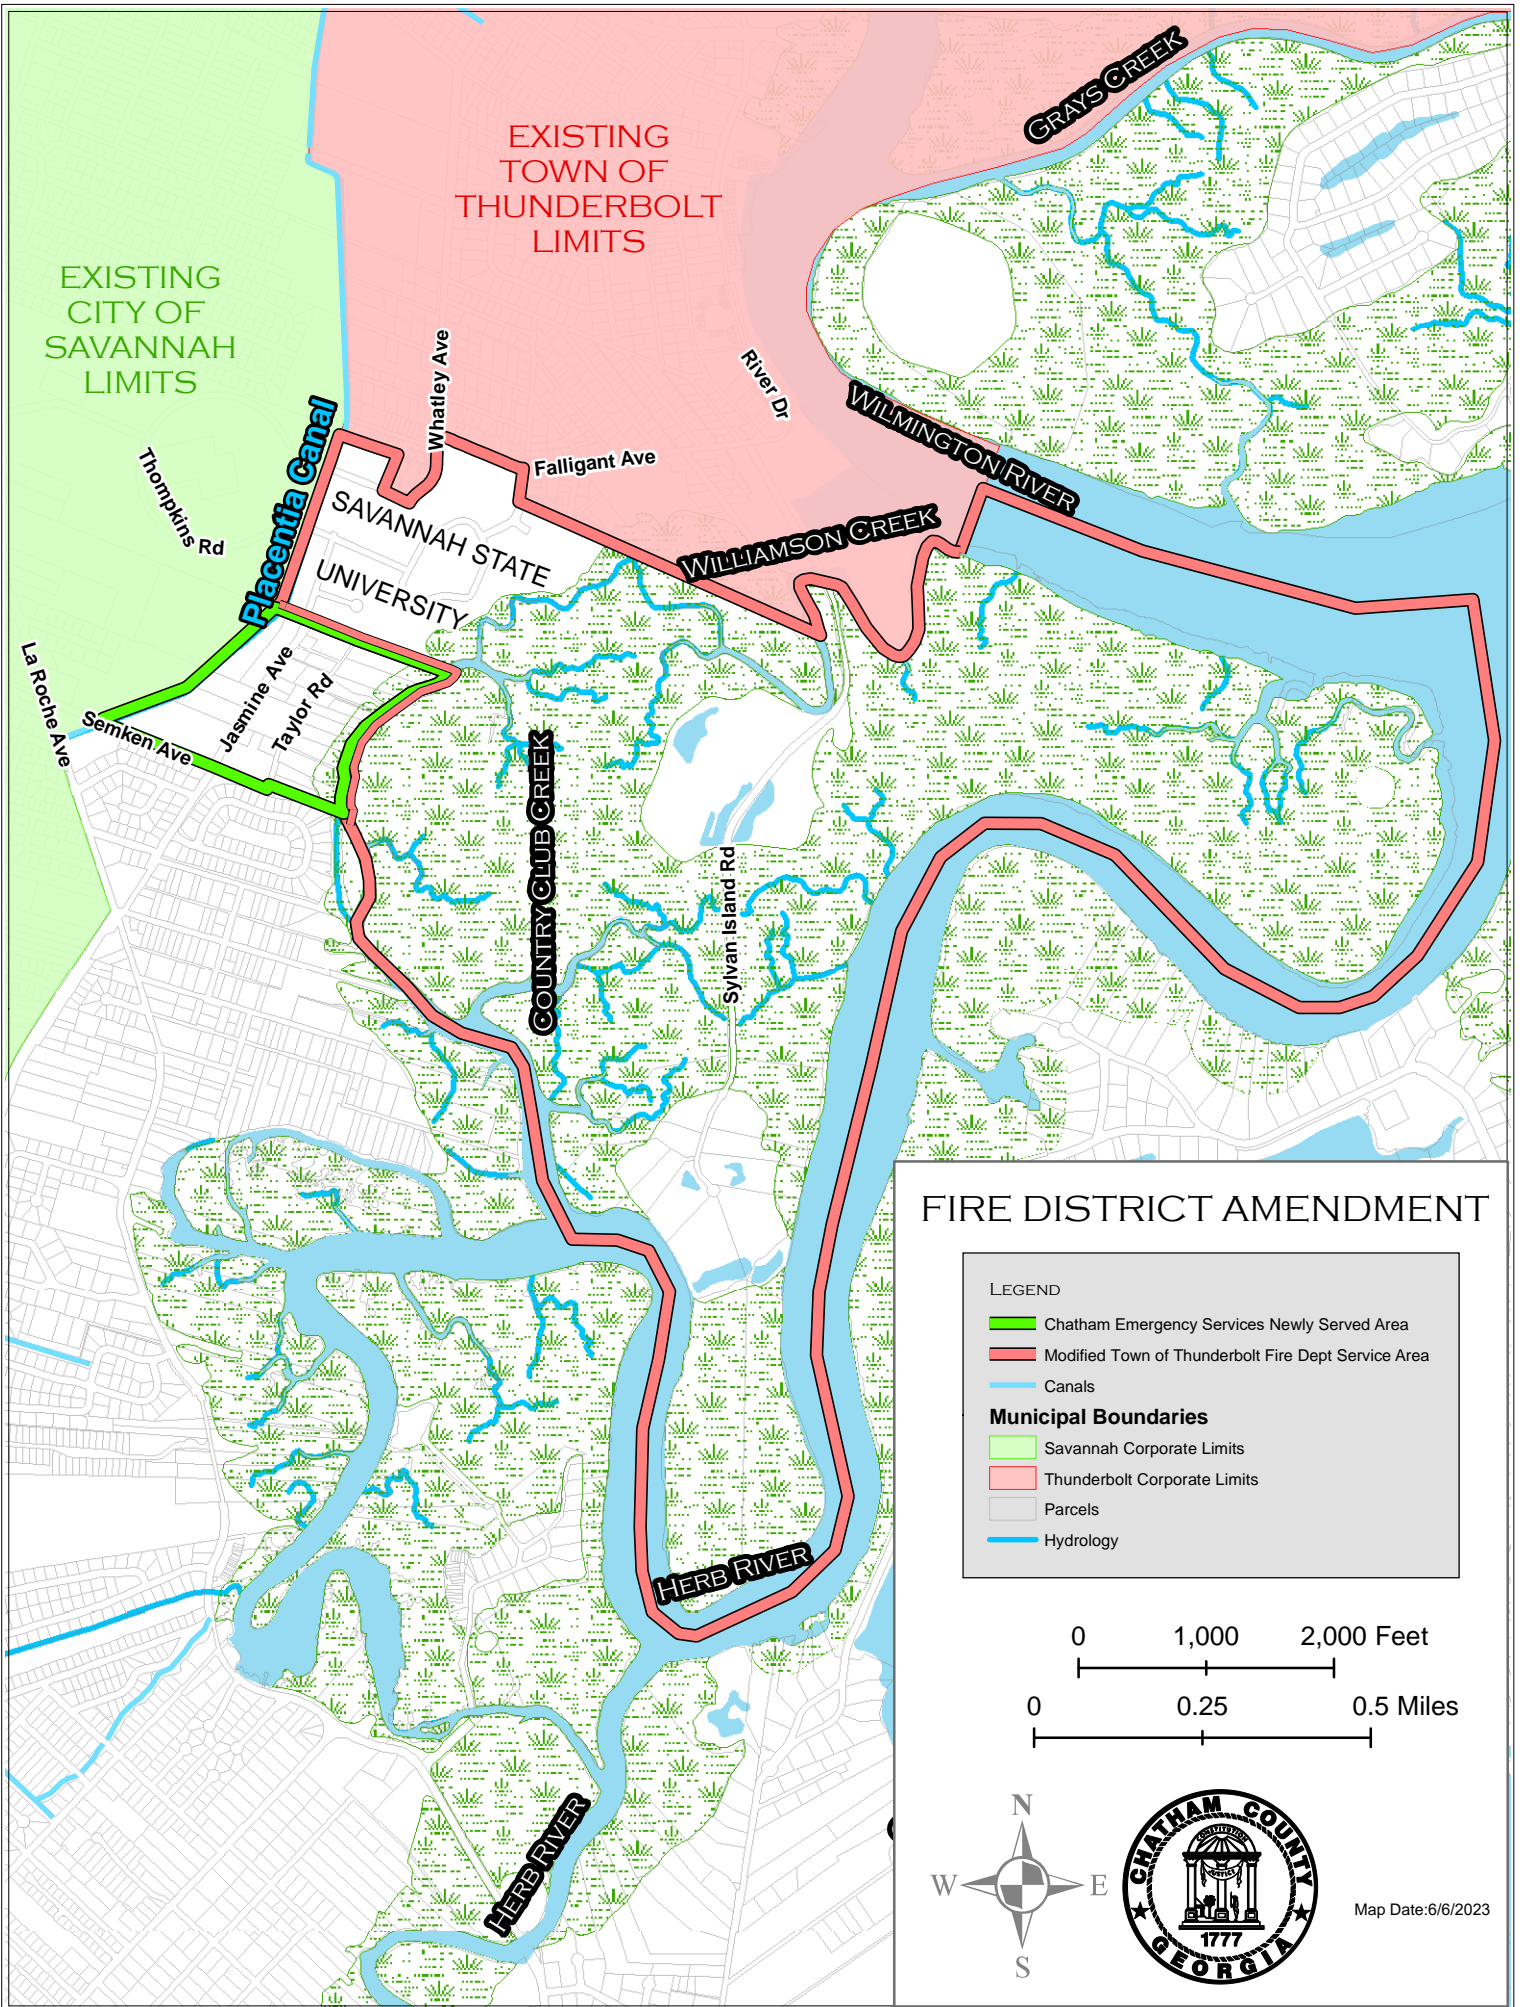 GRAYS CREEK
EXISTING
TOWN OF
THUNDERBOLT
LIMITS
EXISTING
CITY OF
SAVANNAH
LIMITS
Whatley Ave
River Dr
WILMINGTON RIVER
Placentia Canal
Thompkins Rd
Falligant Ave
SAVANNAH STATE
UNIVERSITY
WILLIAMSON CREEK
La Roche Ave
Semken Ave
Jasmine Ave
Taylor Rd
COUNTRY CLUB CREEK
Sylvan Island Rd
HERB RIVER
HERB RIVER
FIRE DISTRICT AMENDMENT
LEGEND
Chatham Emergency Services Newly Served Area
Modified Town of Thunderbolt Fire Dept Service Area
Canals
Municipal Boundaries
Savannah Corporate Limits
Thunderbolt Corporate Limits
Parcels
Hydrology
0 1,000 2,000 Feet
0 0.25 0.5 Miles
N
W E
S
CHATHAM COUNTY
CONSTITUTION
JUSTICE
1777
GEORGIA
Map Date:6/6/2023